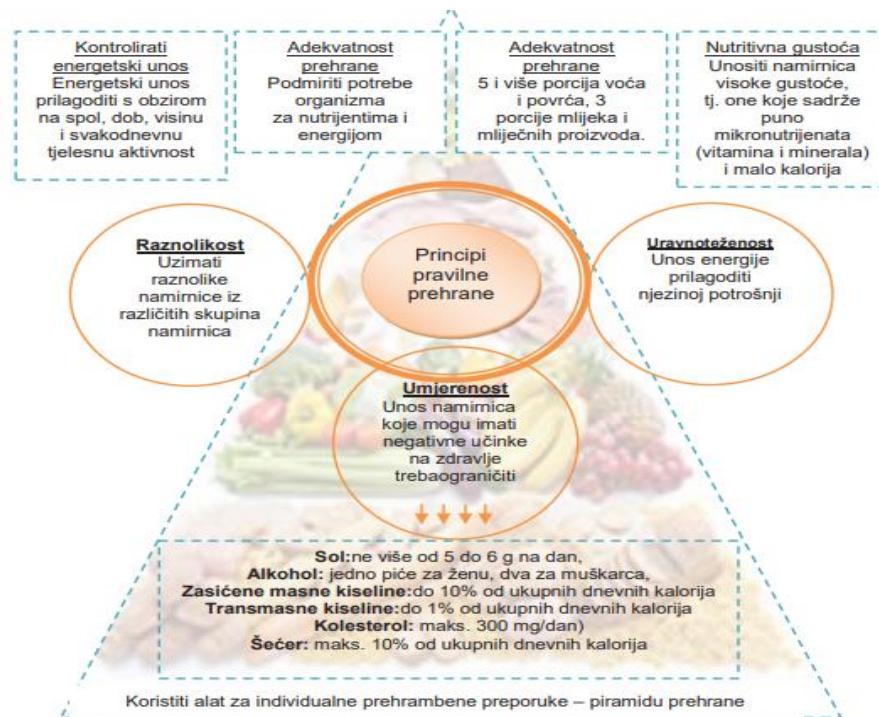 Kontrolirati
energetski unos
Energetski unos
prilagoditi s obzirom
na spol, dob, visinu
i svakodnevnu
tjelesnu aktivnost
Adekvatnost
prehrane
Podmiriti potrebe
organizma
za nutrijentima i
energijom
Adekvatnost
prehrane
5 i više porcija voća
i povrća, 3
porcije mlijeka i
mliječnih proizvoda.
Nutritivna gustoća
Unositi namirnica
visoke gustoće,
tj. one koje sadrže
puno
mikronutrijenata
(vitamina i minerala)
i malo kalorija
Raznolikost
Uzimati
raznolike
namirnice iz
različitih skupina
namirnica
Principi
pravilne
prehrane
Uravnoteženost
Unos energije
prilagoditi
njezinoj potrošnji
Umjerenost
Unos namirnica
koje mogu imati
negativne učinke
na zdravlje
trebaograničiti
Sol:ne više od 5 do 6 g na dan,
Alkohol: jedno piće za ženu, dva za muškarca,
Zasićene masne kiseline:do 10% od ukupnih dnevnih kalorija
Transmasne kiseline:do 1% od ukupnih dnevnih kalorija
Kolesterol: maks. 300 mg/dan)
Šećer: maks. 10% od ukupnih dnevnih kalorija
Koristiti alat za individualne prehrambene preporuke – piramidu prehrane